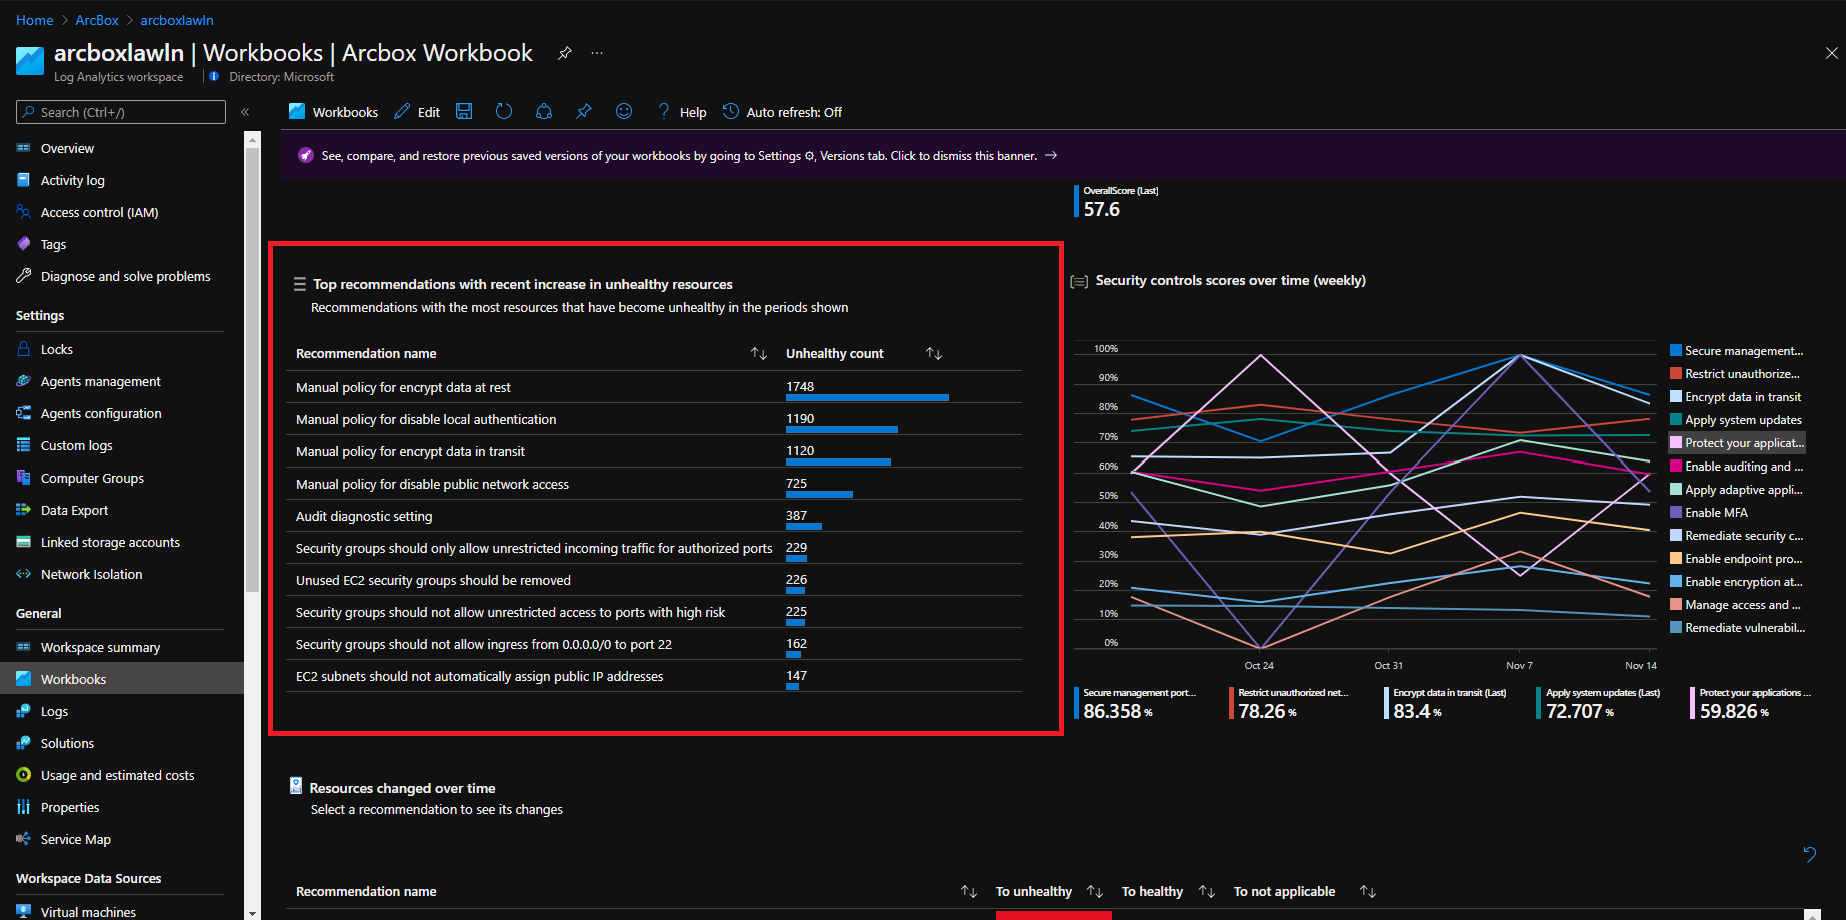 Home > ArcBox > arcboxlawln
arcboxlawln | Workbooks | Arcbox Workbook
Log Analytics workspace
Directory: Microsoft
Search (Ctrl+/)
Overview
Activity log
Access control (IAM)
Tags
Diagnose and solve problems
Settings
Locks
Agents management
Agents configuration
Custom logs
Computer Groups
Data Export
Linked storage accounts
Network Isolation
General
Workspace summary
Workbooks
Logs
Solutions
Usage and estimated costs
Properties
Service Map
Workspace Data Sources
Virtual machines
Workbooks Edit Help Auto refresh: Off
See, compare, and restore previous saved versions of your workbooks by going to Settings ⚙, Versions tab. Click to dismiss this banner. →
OverallScore (Last)
57.6
Top recommendations with recent increase in unhealthy resources
Recommendations with the most resources that have become unhealthy in the periods shown
Recommendation name ↑↓ Unhealthy count ↑↓
Manual policy for encrypt data at rest 1748
Manual policy for disable local authentication 1190
Manual policy for encrypt data in transit 1120
Manual policy for disable public network access 725
Audit diagnostic setting 387
Security groups should only allow unrestricted incoming traffic for authorized ports 229
Unused EC2 security groups should be removed 226
Security groups should not allow unrestricted access to ports with high risk 225
Security groups should not allow ingress from 0.0.0.0/0 to port 22 162
EC2 subnets should not automatically assign public IP addresses 147
Security controls scores over time (weekly)
100%
90%
80%
70%
60%
50%
40%
30%
20%
10%
0%
Oct 24 Oct 31 Nov 7 Nov 14
Secure management...
Restrict unauthorize...
Encrypt data in transit
Apply system updates
Protect your applicat...
Enable auditing and ...
Apply adaptive appli...
Enable MFA
Remediate security c...
Enable endpoint pro...
Enable encryption at...
Manage access and ...
Remediate vulnerabil...
Secure management port...
86.358 %
Restrict unauthorized net...
78.26 %
Encrypt data in transit (Last)
83.4 %
Apply system updates (Last)
72.707 %
Protect your applications ...
59.826 %
Resources changed over time
Select a recommendation to see its changes
Recommendation name ↑↓ To unhealthy ↑↓ To healthy ↑↓ To not applicable ↑↓